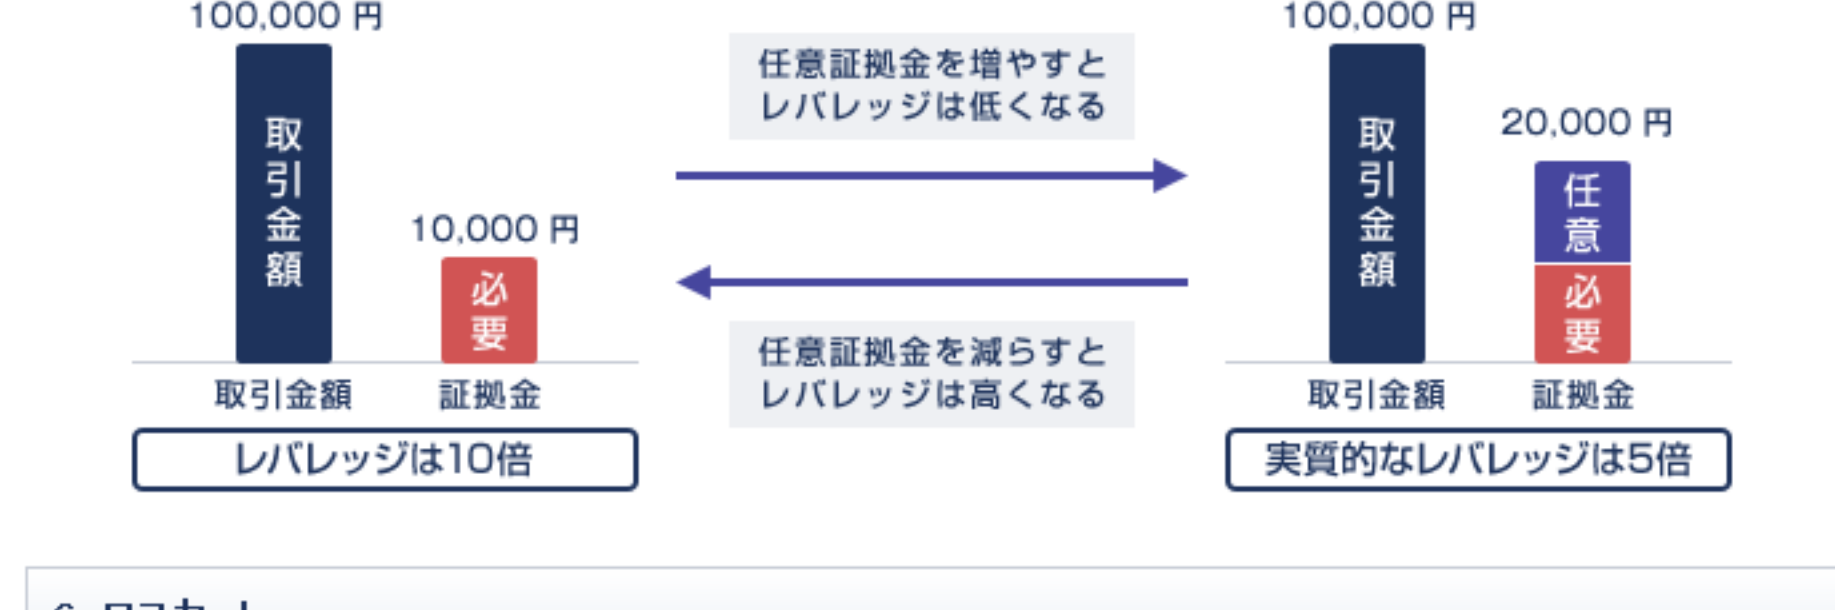 100,000 円
取引金額
10,000 円
必要
取引金額
証拠金
レバレッジは10倍
任意証拠金を増やすと
レバレッジは低くなる
任意証拠金を減らすと
レバレッジは高くなる
100,000 円
取引金額
20,000 円
任意
必要
取引金額
証拠金
実質的なレバレッジは5倍